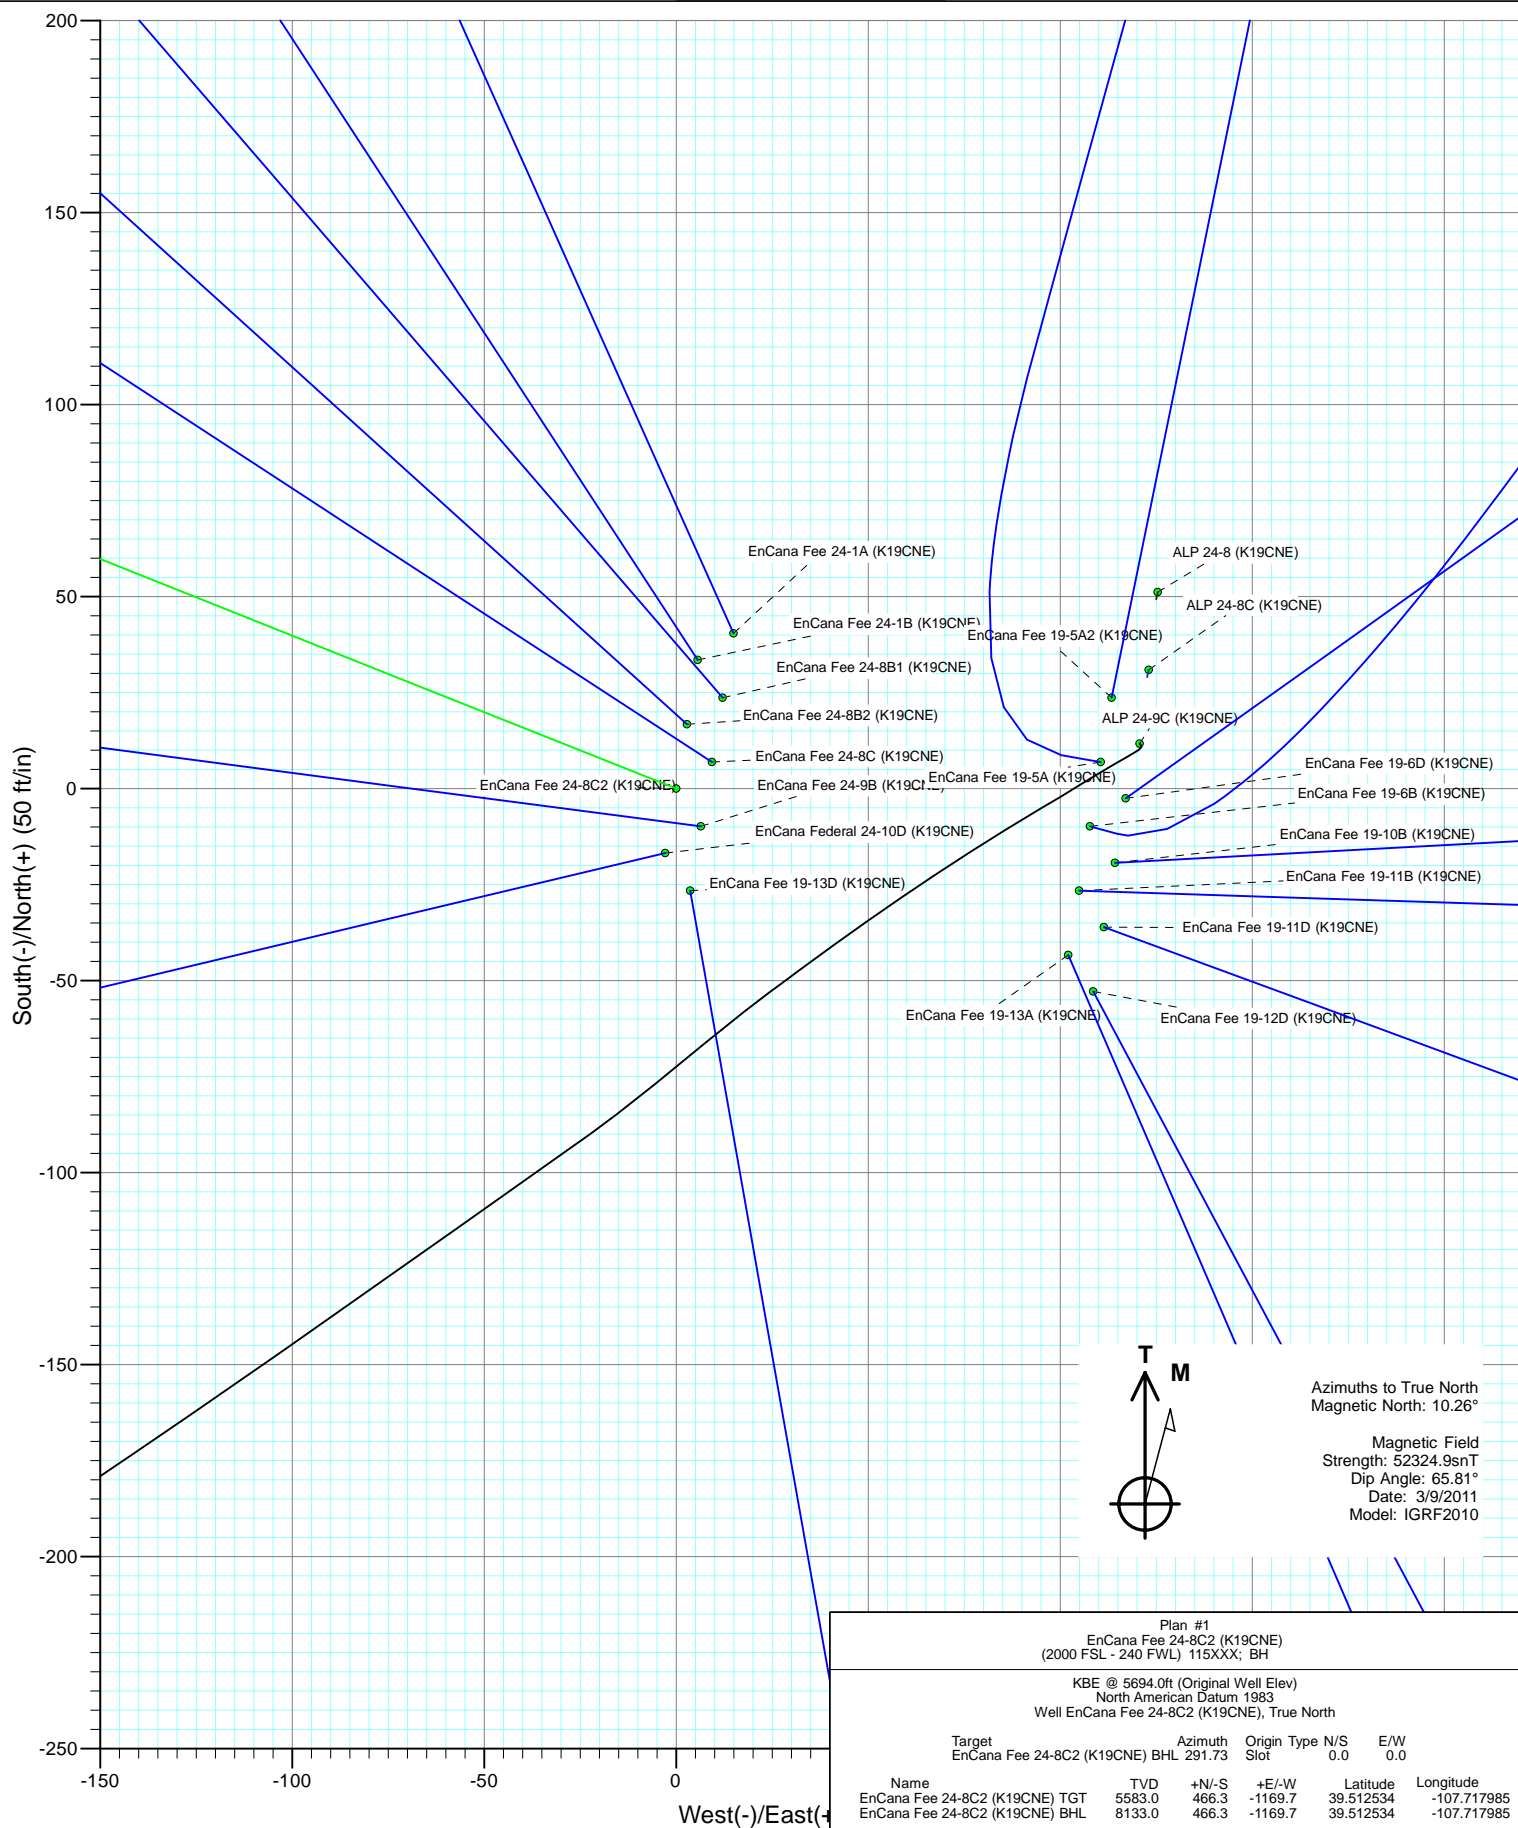 200
150
100
50
0
-50
-100
-150
-200
-250
South(-)/North(+) (50 ft/in)
EnCana Fee 24-1A (K19CNE)
ALP 24-8 (K19CNE)
ALP 24-8C (K19CNE)
EnCana Fee 24-1B (K19CNE)
EnCana Fee 19-5A2 (K19CNE)
EnCana Fee 24-8B1 (K19CNE)
EnCana Fee 24-8B2 (K19CNE)
ALP 24-9C (K19CNE)
EnCana Fee 24-8C (K19CNE)
EnCana Fee 19-6D (K19CNE)
EnCana Fee 19-5A (K19CNE)
EnCana Fee 24-8C2 (K19CNE)
EnCana Fee 24-9B (K19CNE)
EnCana Fee 19-6B (K19CNE)
EnCana Federal 24-10D (K19CNE)
EnCana Fee 19-10B (K19CNE)
EnCana Fee 19-11B (K19CNE)
EnCana Fee 19-13D (K19CNE)
EnCana Fee 19-11D (K19CNE)
EnCana Fee 19-13A (K19CNE)
EnCana Fee 19-12D (K19CNE)
T
M
Azimuths to True North
Magnetic North: 10.26°
Magnetic Field
Strength: 52324.9snT
Dip Angle: 65.81°
Date: 3/9/2011
Model: IGRF2010
-150 -100 -50 0
West(-)/East(+
Plan #1
EnCana Fee 24-8C2 (K19CNE)
(2000 FSL - 240 FWL) 115XXX; BH
KBE @ 5694.0ft (Original Well Elev)
North American Datum 1983
Well EnCana Fee 24-8C2 (K19CNE), True North
Target Azimuth Origin Type N/S E/W
EnCana Fee 24-8C2 (K19CNE) BHL 291.73 Slot 0.0 0.0
Name TVD +N/-S +E/-W Latitude Longitude
EnCana Fee 24-8C2 (K19CNE) TGT 5583.0 466.3 -1169.7 39.512534 -107.717985
EnCana Fee 24-8C2 (K19CNE) BHL 8133.0 466.3 -1169.7 39.512534 -107.717985